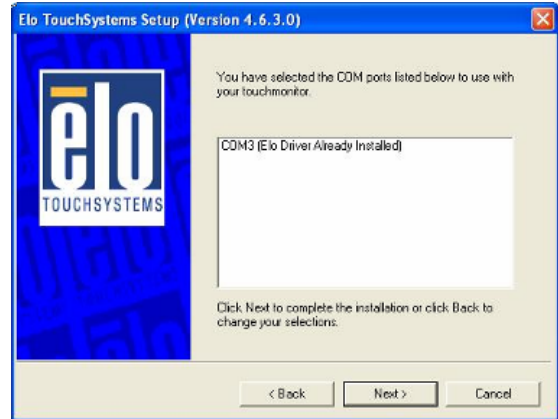 Elo TouchSystems Setup (Version 4.6.3.0)
elo
TOUCHSYSTEMS
You have selected the COM ports listed below to use with
your touchmonitor.
COM3 (Elo Driver Already Installed)
Click Next to complete the installation or click Back to
change your selections.
< Back
Next >
Cancel